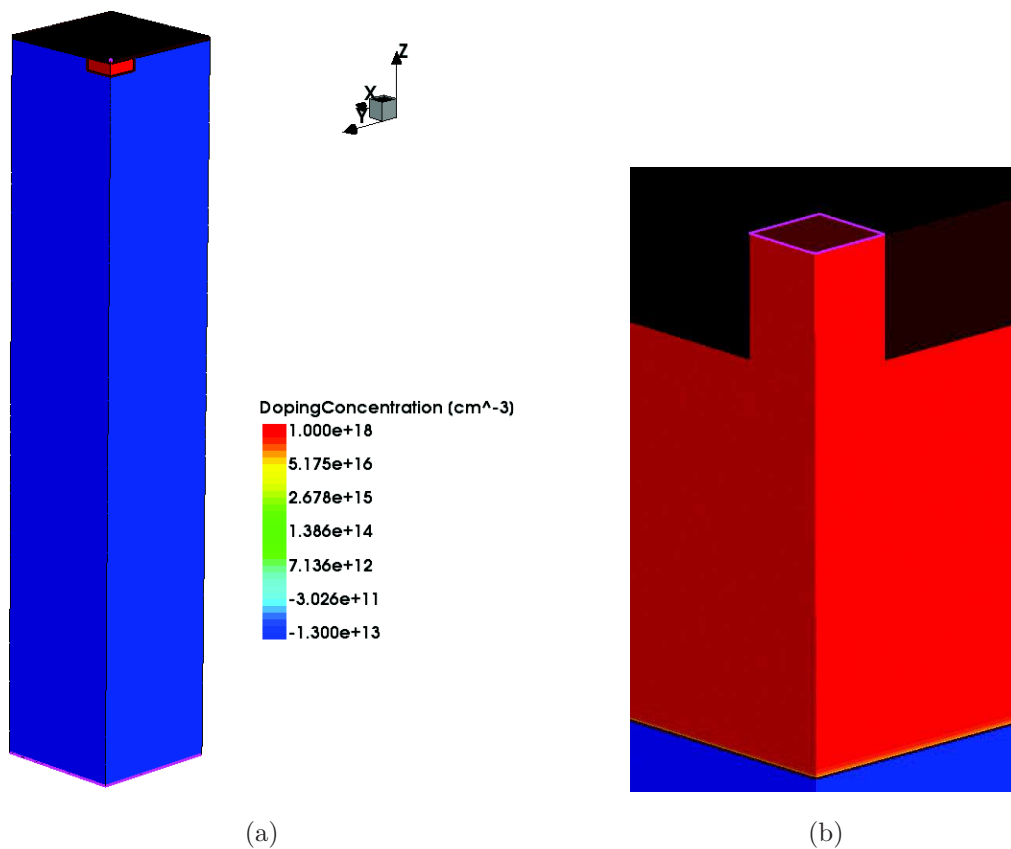 Z
X
Y
DopingConcentration (cm^-3)
1.000e+18
5.175e+16
2.678e+15
1.386e+14
7.136e+12
-3.026e+11
-1.300e+13
(a)
(b)